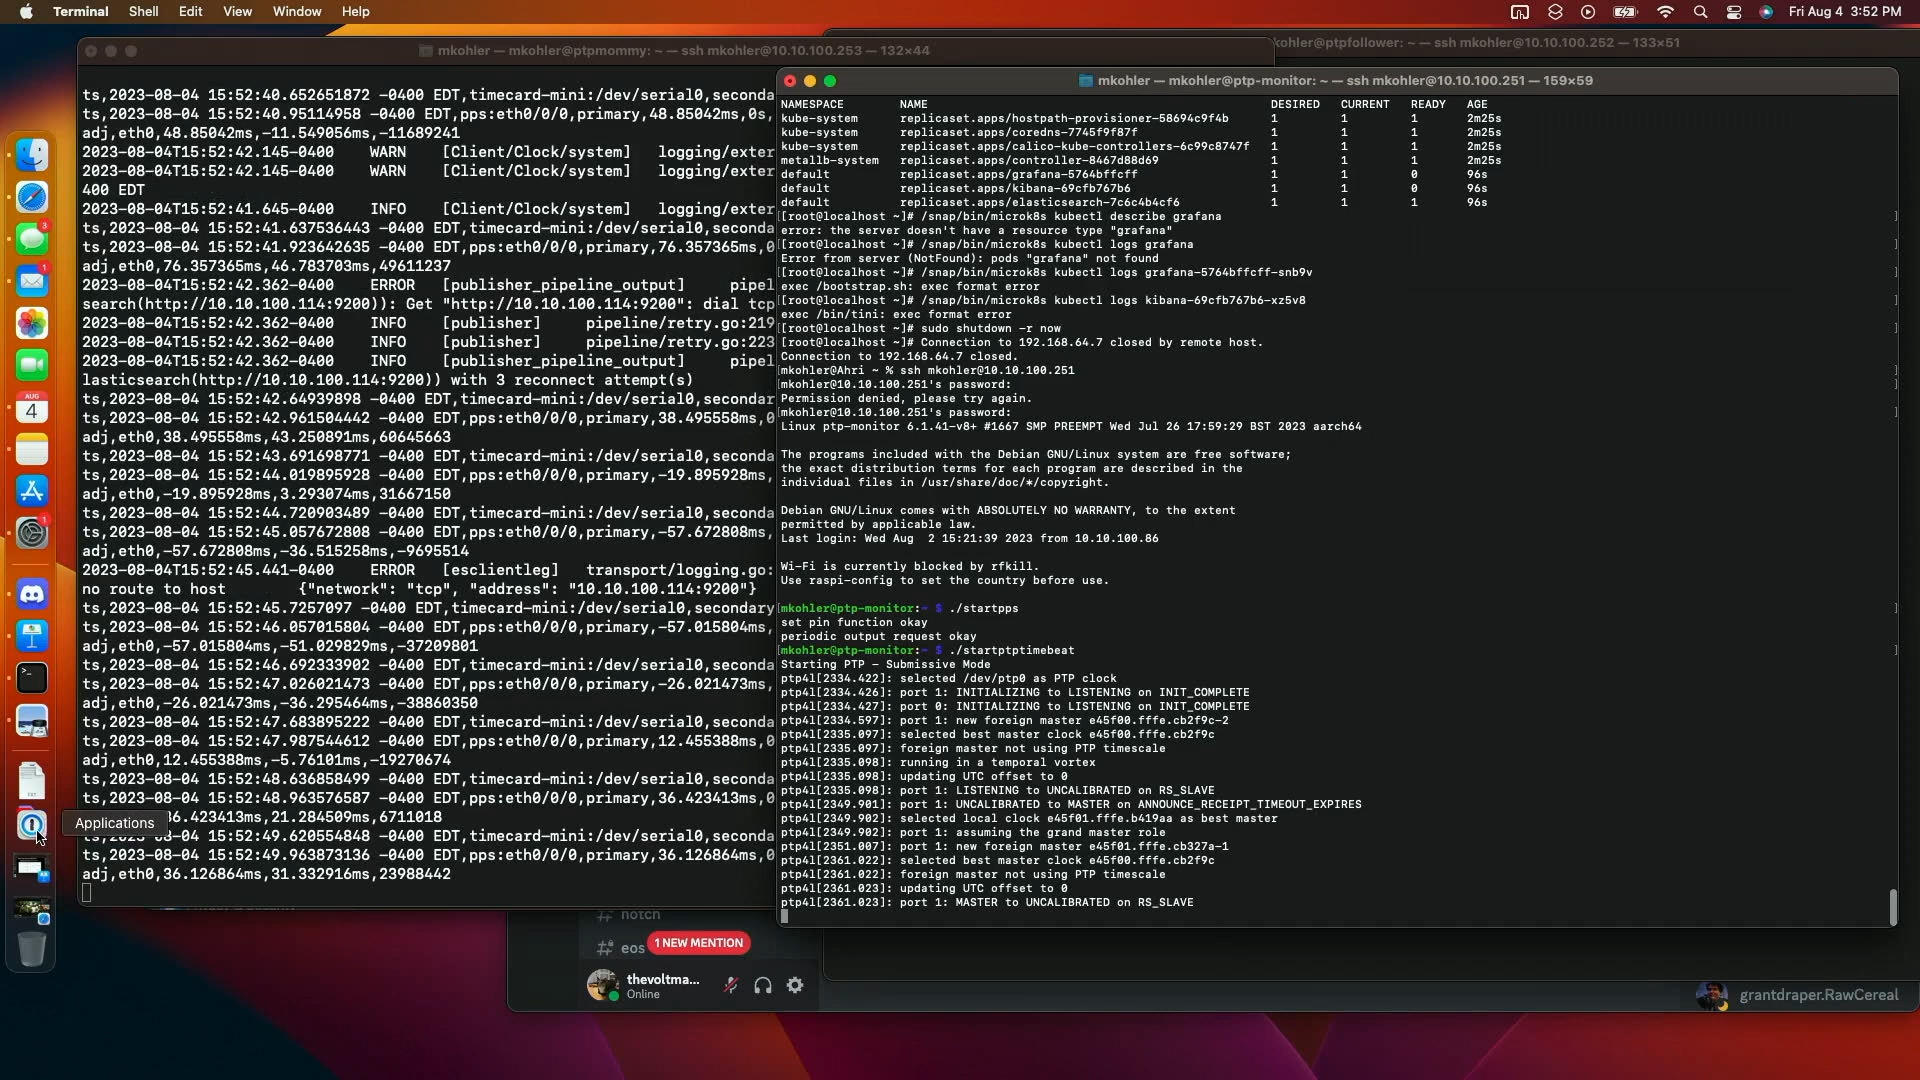 Terminal Shell Edit View Window Help
Fri Aug 4 3:52 PM
mkohler — mkohler@ptpmommy: ~ — ssh mkohler@10.10.100.253 — 132×44
kohler@ptpfollower: ~ — ssh mkohler@10.10.100.252 — 133×51
ts,2023-08-04 15:52:40.652651872 -0400 EDT,timecard-mini:/dev/serial0,seconda
ts,2023-08-04 15:52:40.95114958 -0400 EDT,pps:eth0/0/0,primary,48.85042ms,0s,
adj,eth0,48.85042ms,-11.549056ms,-11689241
2023-08-04T15:52:42.145-0400 WARN [Client/Clock/system] logging/exter
2023-08-04T15:52:42.145-0400 WARN [Client/Clock/system] logging/exter
400 EDT
2023-08-04T15:52:41.645-0400 INFO [Client/Clock/system] logging/exter
ts,2023-08-04 15:52:41.637536443 -0400 EDT,timecard-mini:/dev/serial0,seconda
ts,2023-08-04 15:52:41.923642635 -0400 EDT,pps:eth0/0/0,primary,76.357365ms,0
adj,eth0,76.357365ms,46.783703ms,49611237
2023-08-04T15:52:42.362-0400 ERROR [publisher_pipeline_output] pipel
search(http://10.10.100.114:9200)): Get "http://10.10.100.114:9200": dial tcp
2023-08-04T15:52:42.362-0400 INFO [publisher] pipeline/retry.go:219
2023-08-04T15:52:42.362-0400 INFO [publisher] pipeline/retry.go:223
2023-08-04T15:52:42.362-0400 INFO [publisher_pipeline_output] pipel
lasticsearch(http://10.10.100.114:9200)) with 3 reconnect attempt(s)
ts,2023-08-04 15:52:42.64939898 -0400 EDT,timecard-mini:/dev/serial0,secondar
ts,2023-08-04 15:52:42.961504442 -0400 EDT,pps:eth0/0/0,primary,38.495558ms,0
adj,eth0,38.495558ms,43.250891ms,60645663
ts,2023-08-04 15:52:43.691698771 -0400 EDT,timecard-mini:/dev/serial0,seconda
ts,2023-08-04 15:52:44.019895928 -0400 EDT,pps:eth0/0/0,primary,-19.895928ms,
adj,eth0,-19.895928ms,3.293074ms,31667150
ts,2023-08-04 15:52:44.720903489 -0400 EDT,timecard-mini:/dev/serial0,seconda
ts,2023-08-04 15:52:45.057672808 -0400 EDT,pps:eth0/0/0,primary,-57.672808ms,
adj,eth0,-57.672808ms,-36.515258ms,-9695514
2023-08-04T15:52:45.441-0400 ERROR [esclientleg] transport/logging.go:
no route to host {"network": "tcp", "address": "10.10.100.114:9200"}
ts,2023-08-04 15:52:45.7257097 -0400 EDT,timecard-mini:/dev/serial0,secondary
ts,2023-08-04 15:52:46.057015804 -0400 EDT,pps:eth0/0/0,primary,-57.015804ms,
adj,eth0,-57.015804ms,-51.029829ms,-37209801
ts,2023-08-04 15:52:46.692333902 -0400 EDT,timecard-mini:/dev/serial0,seconda
ts,2023-08-04 15:52:47.026021473 -0400 EDT,pps:eth0/0/0,primary,-26.021473ms,
adj,eth0,-26.021473ms,-36.295464ms,-38860350
ts,2023-08-04 15:52:47.683895222 -0400 EDT,timecard-mini:/dev/serial0,seconda
ts,2023-08-04 15:52:47.987544612 -0400 EDT,pps:eth0/0/0,primary,12.455388ms,0
adj,eth0,12.455388ms,-5.76101ms,-19270674
ts,2023-08-04 15:52:48.636858499 -0400 EDT,timecard-mini:/dev/serial0,seconda
ts,2023-08-04 15:52:48.963576587 -0400 EDT,pps:eth0/0/0,primary,36.423413ms,0
36.423413ms,21.284509ms,6711018
ts,2023-08-04 15:52:49.620554848 -0400 EDT,timecard-mini:/dev/serial0,seconda
ts,2023-08-04 15:52:49.963873136 -0400 EDT,pps:eth0/0/0,primary,36.126864ms,0
adj,eth0,36.126864ms,31.332916ms,23988442
Applications
mkohler — mkohler@ptp-monitor: ~ — ssh mkohler@10.10.100.251 — 159×59
NAMESPACE NAME DESIRED CURRENT READY AGE
kube-system replicaset.apps/hostpath-provisioner-58694c9f4b 1 1 1 2m25s
kube-system replicaset.apps/coredns-7745f9f87f 1 1 1 2m25s
kube-system replicaset.apps/calico-kube-controllers-6c99c8747f 1 1 1 2m25s
metallb-system replicaset.apps/controller-8467d88d69 1 1 1 2m25s
default replicaset.apps/grafana-5764bffcff 1 1 0 96s
default replicaset.apps/kibana-69cfb767b6 1 1 0 96s
default replicaset.apps/elasticsearch-7c6c4b4cf6 1 1 1 96s
[[root@localhost ~]# /snap/bin/microk8s kubectl describe grafana ]
error: the server doesn't have a resource type "grafana"
[[root@localhost ~]# /snap/bin/microk8s kubectl logs grafana ]
Error from server (NotFound): pods "grafana" not found
[[root@localhost ~]# /snap/bin/microk8s kubectl logs grafana-5764bffcff-snb9v ]
exec /bootstrap.sh: exec format error
[[root@localhost ~]# /snap/bin/microk8s kubectl logs kibana-69cfb767b6-xz5v8 ]
exec /bin/tini: exec format error
[[root@localhost ~]# sudo shutdown -r now ]
[[root@localhost ~]# Connection to 192.168.64.7 closed by remote host. ]
Connection to 192.168.64.7 closed.
[mkohler@Ahri ~ % ssh mkohler@10.10.100.251 ]
[mkohler@10.10.100.251's password: ]
Permission denied, please try again.
[mkohler@10.10.100.251's password: ]
Linux ptp-monitor 6.1.41-v8+ #1667 SMP PREEMPT Wed Jul 26 17:59:29 BST 2023 aarch64
The programs included with the Debian GNU/Linux system are free software;
the exact distribution terms for each program are described in the
individual files in /usr/share/doc/*/copyright.
Debian GNU/Linux comes with ABSOLUTELY NO WARRANTY, to the extent
permitted by applicable law.
Last login: Wed Aug  2 15:21:39 2023 from 10.10.100.86
Wi-Fi is currently blocked by rfkill.
Use raspi-config to set the country before use.
[mkohler@ptp-monitor:~ $ ./startpps ]
set pin function okay
periodic output request okay
[mkohler@ptp-monitor:~ $ ./startptptimebeat ]
Starting PTP - Submissive Mode
ptp4l[2334.422]: selected /dev/ptp0 as PTP clock
ptp4l[2334.426]: port 1: INITIALIZING to LISTENING on INIT_COMPLETE
ptp4l[2334.427]: port 0: INITIALIZING to LISTENING on INIT_COMPLETE
ptp4l[2334.597]: port 1: new foreign master e45f00.fffe.cb2f9c-2
ptp4l[2335.097]: selected best master clock e45f00.fffe.cb2f9c
ptp4l[2335.097]: foreign master not using PTP timescale
ptp4l[2335.098]: running in a temporal vortex
ptp4l[2335.098]: updating UTC offset to 0
ptp4l[2335.098]: port 1: LISTENING to UNCALIBRATED on RS_SLAVE
ptp4l[2349.901]: port 1: UNCALIBRATED to MASTER on ANNOUNCE_RECEIPT_TIMEOUT_EXPIRES
ptp4l[2349.902]: selected local clock e45f01.fffe.b419aa as best master
ptp4l[2349.902]: port 1: assuming the grand master role
ptp4l[2351.007]: port 1: new foreign master e45f01.fffe.cb327a-1
ptp4l[2361.022]: selected best master clock e45f00.fffe.cb2f9c
ptp4l[2361.022]: foreign master not using PTP timescale
ptp4l[2361.023]: updating UTC offset to 0
ptp4l[2361.023]: port 1: MASTER to UNCALIBRATED on RS_SLAVE
3
1
AUG
4
1
TXT
notch
eos 1 NEW MENTION
thevoltma...
Online
grantdraper.RawCereal